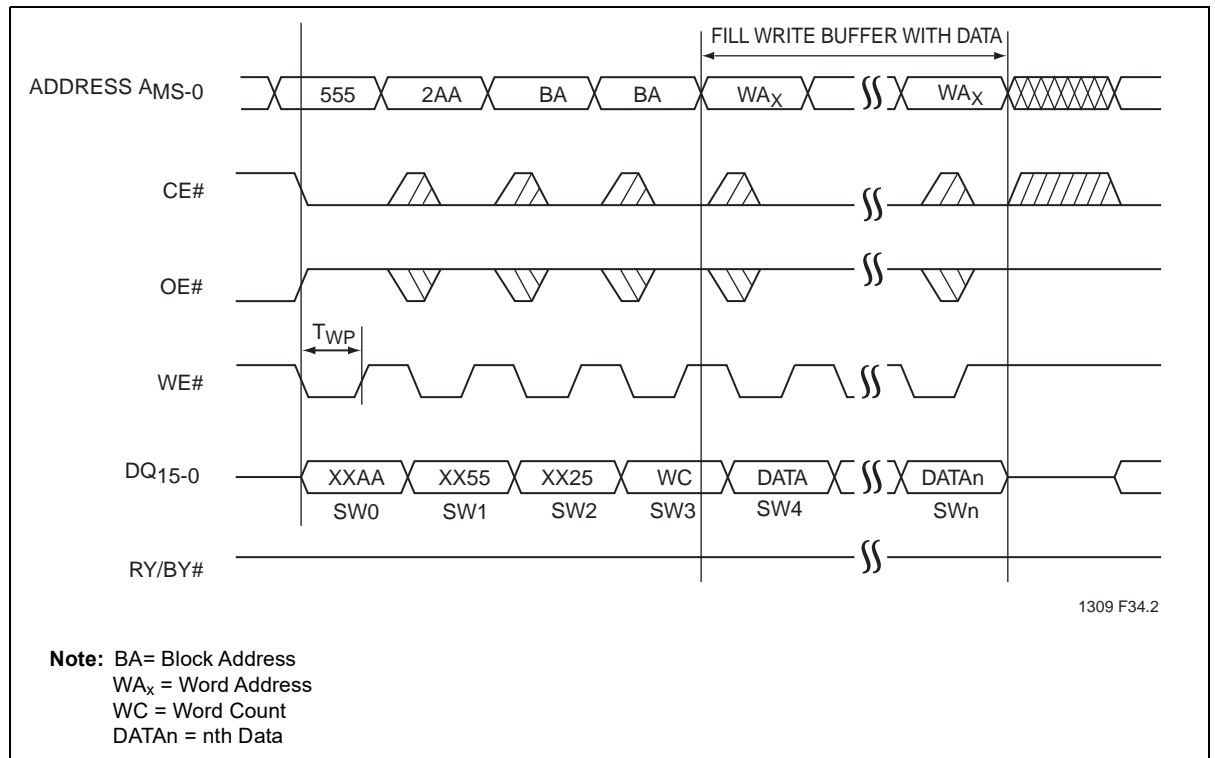 FILL WRITE BUFFER WITH DATA
ADDRESS AMS-0
555 2AA BA BA WAX WAX
CE#
OE#
TWP
WE#
DQ15-0
XXAA XX55 XX25 WC DATA DATAn
SW0 SW1 SW2 SW3 SW4 SWn
RY/BY#
1309 F34.2
Note: BA= Block Address
WAx = Word Address
WC = Word Count
DATAn = nth Data